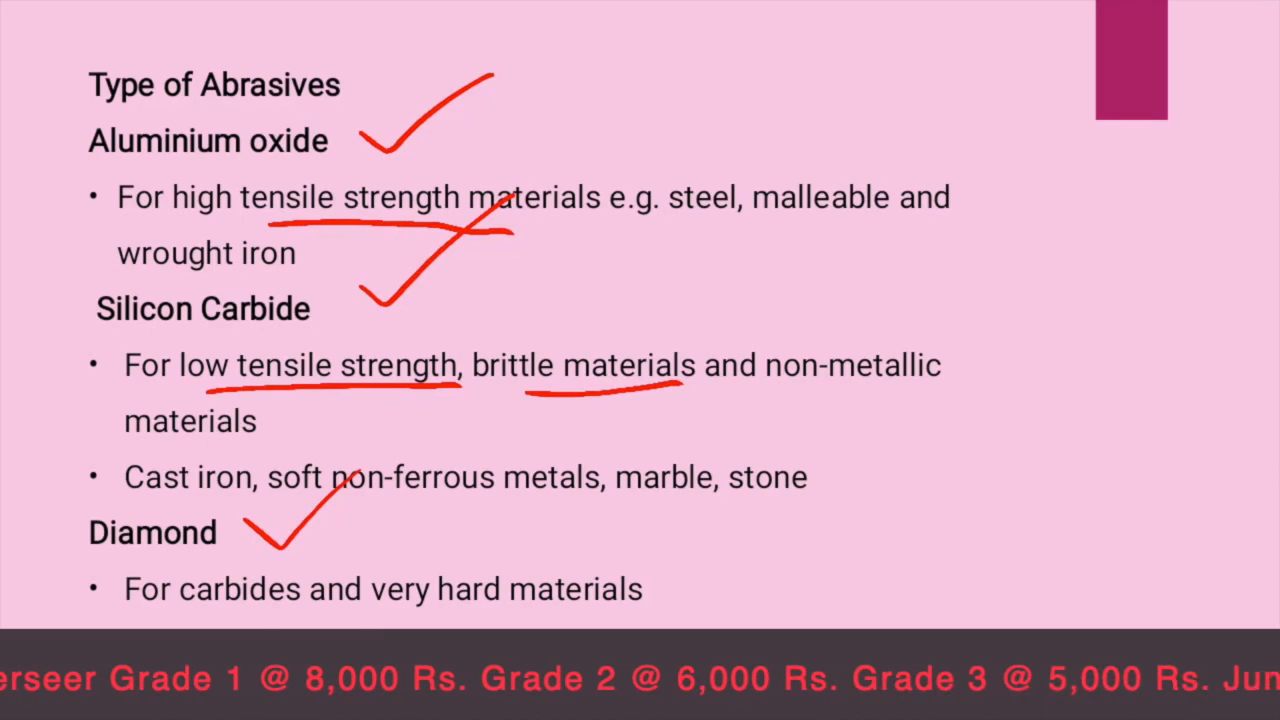 Type of Abrasives
Aluminium oxide
• For high tensile strength materials e.g. steel, malleable and
wrought iron
Silicon Carbide
• For low tensile strength, brittle materials and non-metallic
materials
• Cast iron, soft non-ferrous metals, marble, stone
Diamond
• For carbides and very hard materials
erseer Grade 1 @ 8,000 Rs. Grade 2 @ 6,000 Rs. Grade 3 @ 5,000 Rs. Jun